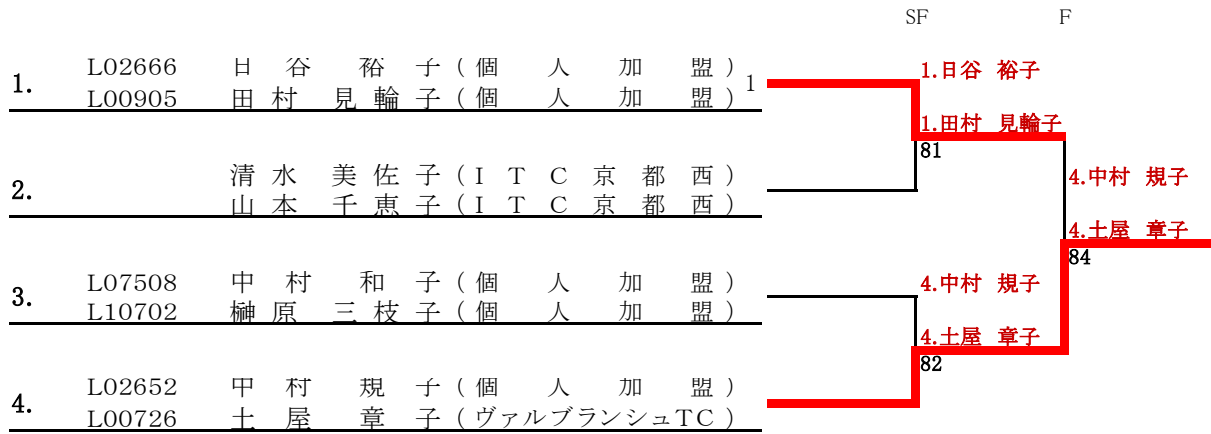 SF F
1. L02666 日谷 裕子(個人加盟) 1
L00905 田村 見輪子(個人加盟)
1.日谷 裕子
1.田村 見輪子
81
2. 清水 美佐子(ITC京都西)
山本 千恵子(ITC京都西)
4.中村 規子
4.土屋 章子
84
3. L07508 中村 和子(個人加盟)
L10702 榊原 三枝子(個人加盟)
4.中村 規子
4.土屋 章子
82
4. L02652 中村 規子(個人加盟)
L00726 土屋 章子(ヴァルブランシュTC)